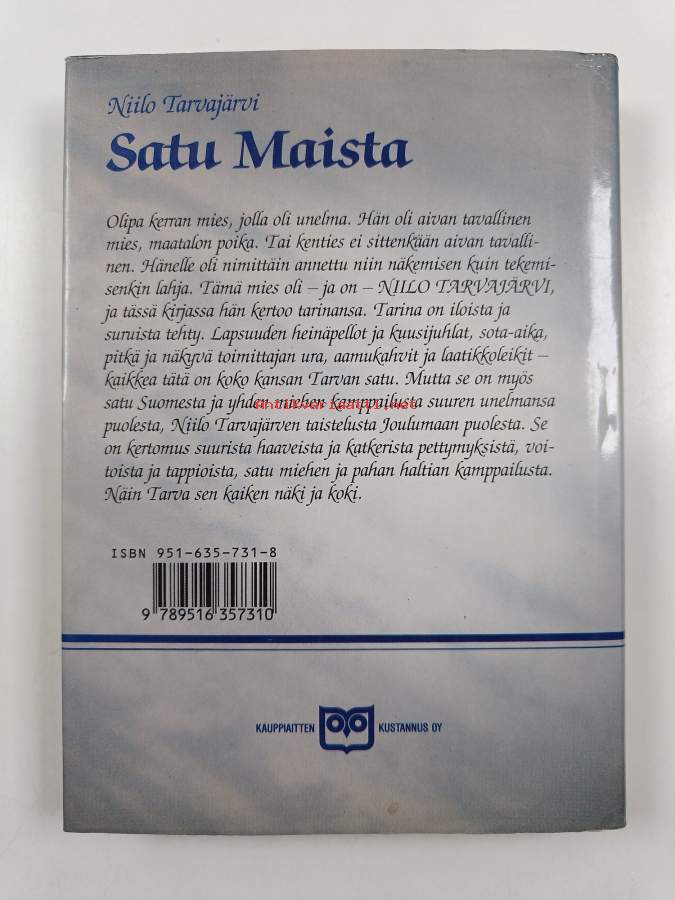 Niilo Tarvajärvi
Satu Maista
Olipa kerran mies, jolla oli unelma. Hän oli aivan tavallinen
mies, maatalon poika. Tai kenties ei sittenkään aivan tavalli-
nen. Hänelle oli nimittäin annettu niin näkemisen kuin tekemi-
senkin lahja. Tämä mies oli – ja on – NIILO TARVAJÄRVI,
ja tässä kirjassa hän kertoo tarinansa. Tarina on iloista ja
suruista tehty. Lapsuuden heinäpellot ja kuusijuhlat, sota-aika,
pitkä ja näkyvä toimittajan ura, aamukahvit ja laatikkoleikit –
kaikkea tätä on koko kansan Tarvan satu. Mutta se on myös
satu Suomesta ja yhden miehen kamppailusta suuren unelmansa
Antikvariaatti.net
puolesta, Niilo Tarvajärven taistelusta Joulumaan puolesta. Se
on kertomus suurista haaveista ja katkerista pettymyksistä, voi-
toista ja tappioista, satu miehen ja pahan haltian kamppailusta.
Näin Tarva sen kaiken näki ja koki.
ISBN 951-635-731-8
9 789516 357310
KAUPPIAITTEN KUSTANNUS OY